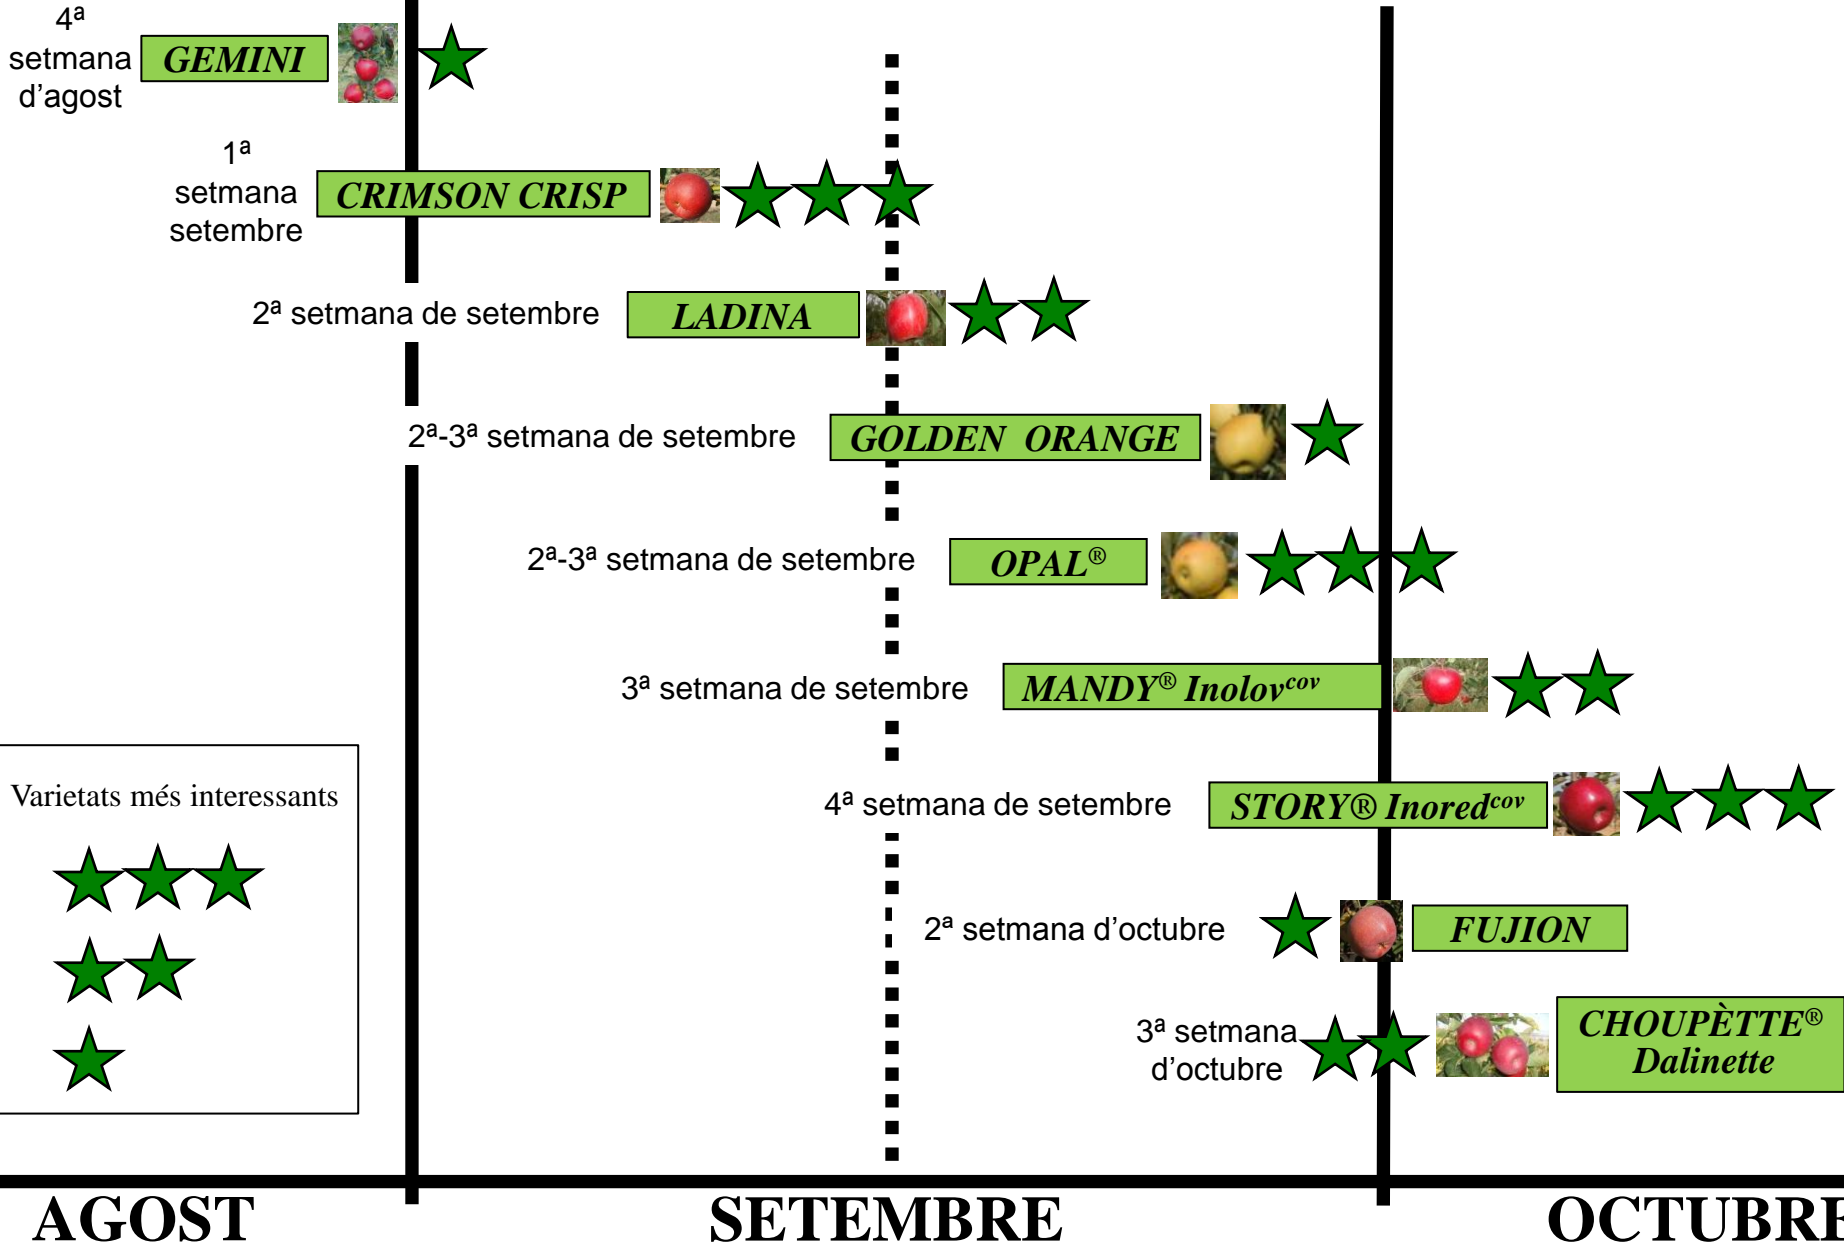 4ª
setmana
d’agost
GEMINI
1ª
setmana
setembre
CRIMSON CRISP
2ª setmana de setembre
LADINA
2ª-3ª setmana de setembre
GOLDEN ORANGE
2ª-3ª setmana de setembre
OPAL®
3ª setmana de setembre
MANDY® Inolovcov
Varietats més interessants
4ª setmana de setembre
STORY® Inoredcov
2ª setmana d’octubre
FUJION
3ª setmana
d’octubre
CHOUPÈTTE®
Dalinette
AGOST
SETEMBRE
OCTUBRE